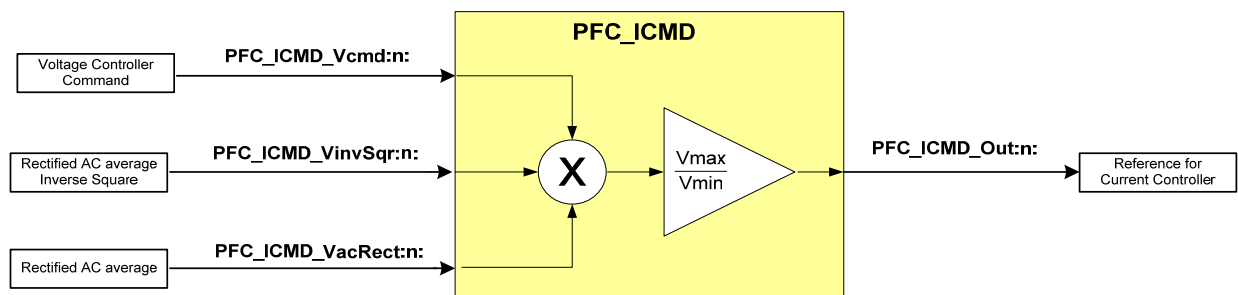 PFC_ICMD
Voltage Controller
Command
PFC_ICMD_Vcmd:n:
Rectified AC average
Inverse Square
PFC_ICMD_VinvSqr:n:
Rectified AC average
PFC_ICMD_VacRect:n:
X
Vmax
Vmin
PFC_ICMD_Out:n:
Reference for
Current Controller